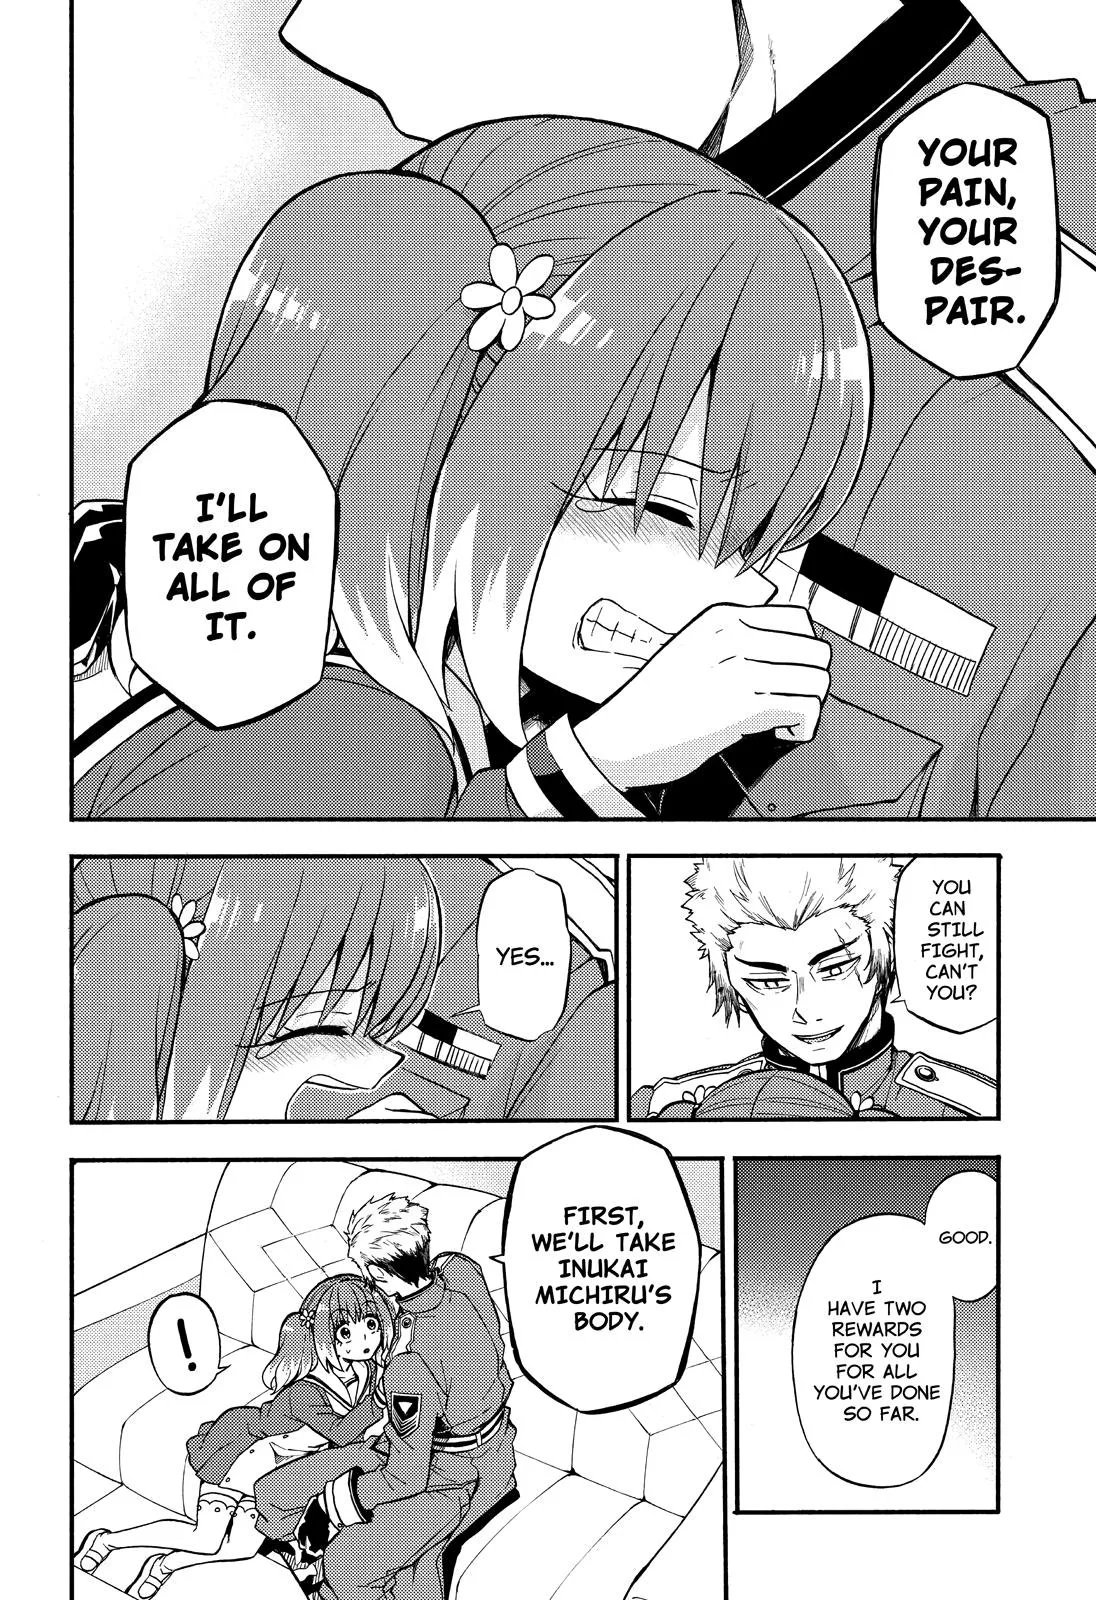 YOUR
PAIN,
YOUR
DES-
PAIR.
I'LL
TAKE ON
ALL OF
IT.
YOU
CAN
STILL
FIGHT,
CAN'T
YOU?
YES...
GOOD.
I
HAVE TWO
REWARDS
FOR YOU
FOR ALL
YOU'VE DONE
SO FAR.
FIRST,
WE'LL TAKE
INUKAI
MICHIRU'S
BODY.
!